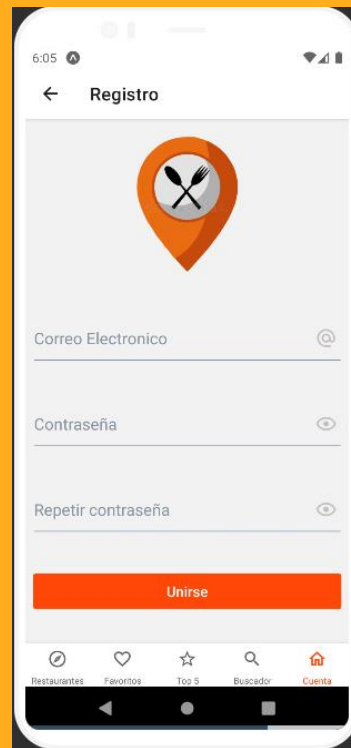 6:05
Registro
Correo Electronico
Contraseña
Repetir contraseña
Unirse
Restaurantes Favoritos Top 5 Buscador Cuenta